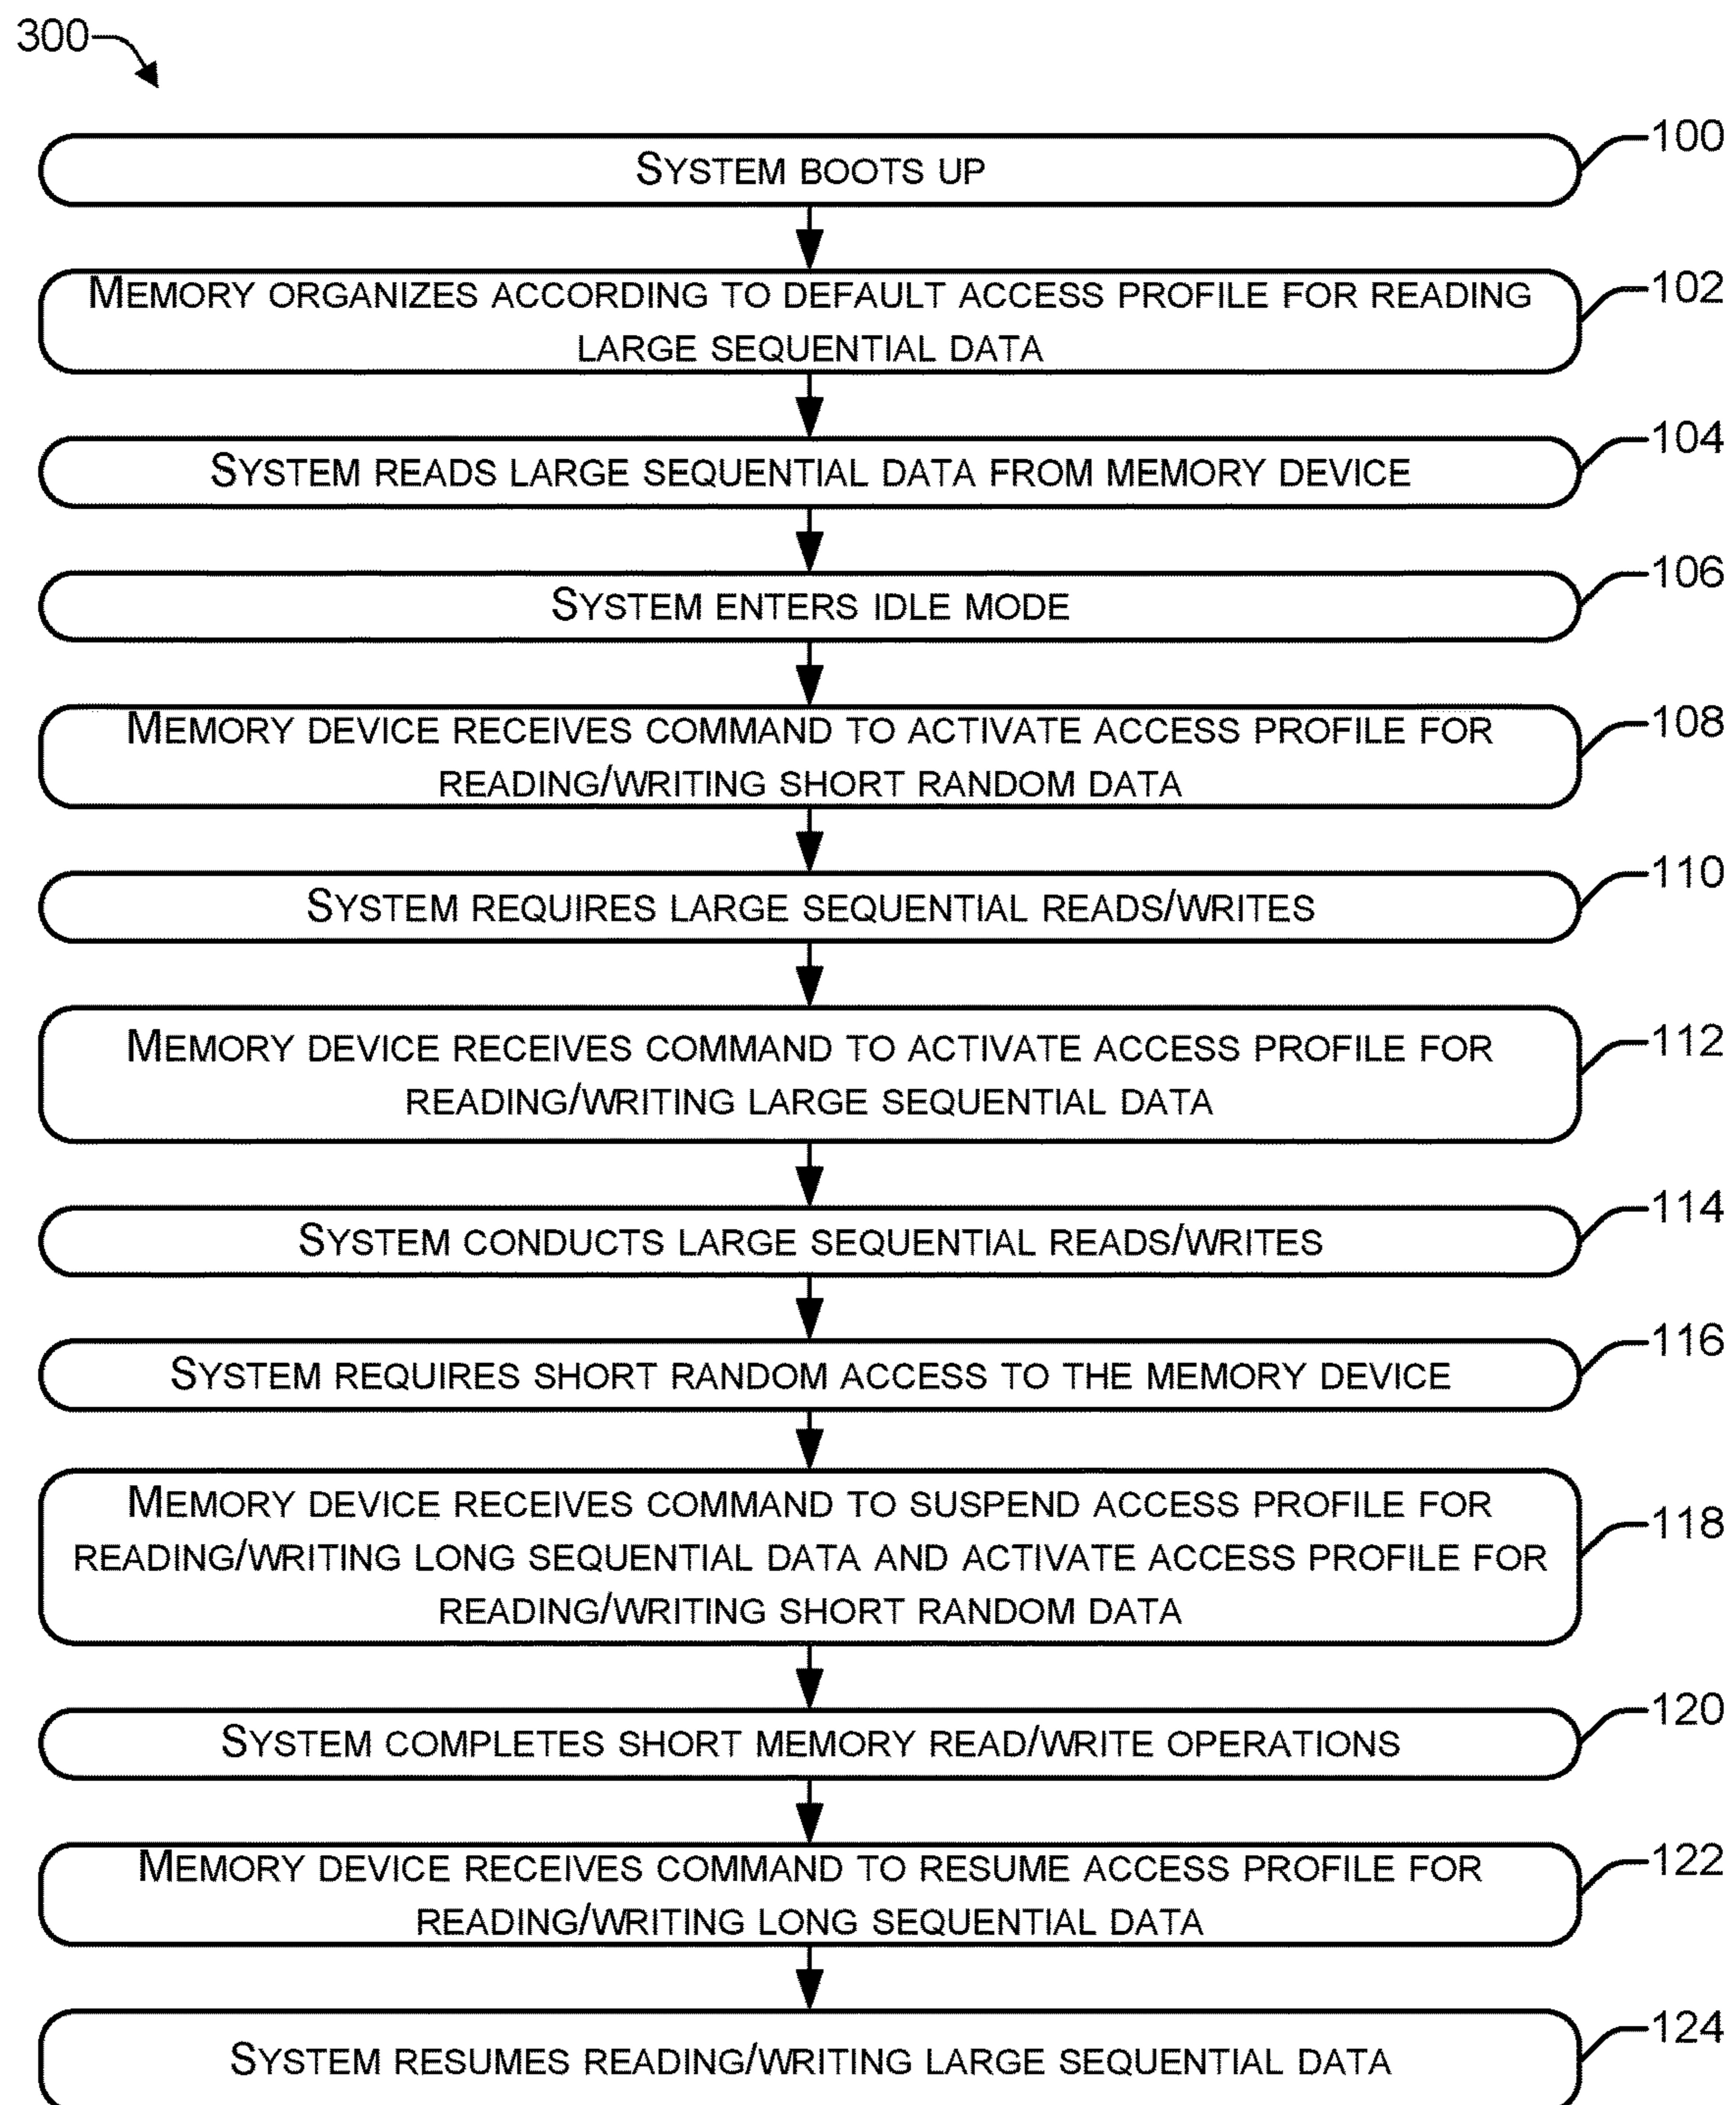 300
100
SYSTEM BOOTS UP
102
MEMORY ORGANIZES ACCORDING TO DEFAULT ACCESS PROFILE FOR READING
LARGE SEQUENTIAL DATA
104
SYSTEM READS LARGE SEQUENTIAL DATA FROM MEMORY DEVICE
106
SYSTEM ENTERS IDLE MODE
108
MEMORY DEVICE RECEIVES COMMAND TO ACTIVATE ACCESS PROFILE FOR
READING/WRITING SHORT RANDOM DATA
110
SYSTEM REQUIRES LARGE SEQUENTIAL READS/WRITES
112
MEMORY DEVICE RECEIVES COMMAND TO ACTIVATE ACCESS PROFILE FOR
READING/WRITING LARGE SEQUENTIAL DATA
114
SYSTEM CONDUCTS LARGE SEQUENTIAL READS/WRITES
116
SYSTEM REQUIRES SHORT RANDOM ACCESS TO THE MEMORY DEVICE
118
MEMORY DEVICE RECEIVES COMMAND TO SUSPEND ACCESS PROFILE FOR
READING/WRITING LONG SEQUENTIAL DATA AND ACTIVATE ACCESS PROFILE FOR
READING/WRITING SHORT RANDOM DATA
120
SYSTEM COMPLETES SHORT MEMORY READ/WRITE OPERATIONS
122
MEMORY DEVICE RECEIVES COMMAND TO RESUME ACCESS PROFILE FOR
READING/WRITING LONG SEQUENTIAL DATA
124
SYSTEM RESUMES READING/WRITING LARGE SEQUENTIAL DATA